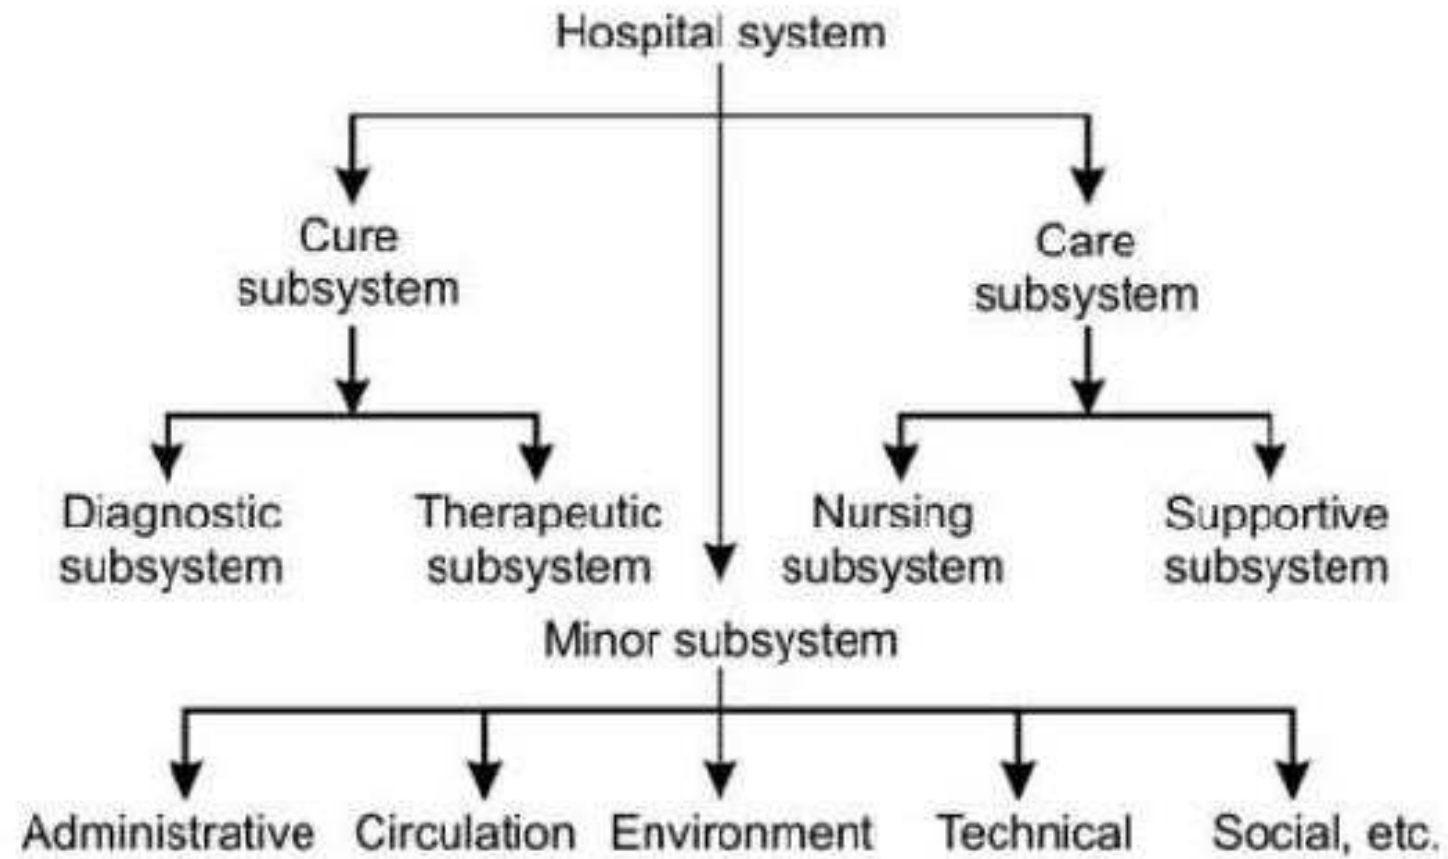 Hospital system
Cure
subsystem
Care
subsystem
Diagnostic
subsystem
Therapeutic
subsystem
Nursing
subsystem
Supportive
subsystem
Minor subsystem
Administrative
Circulation
Environment
Technical
Social, etc.